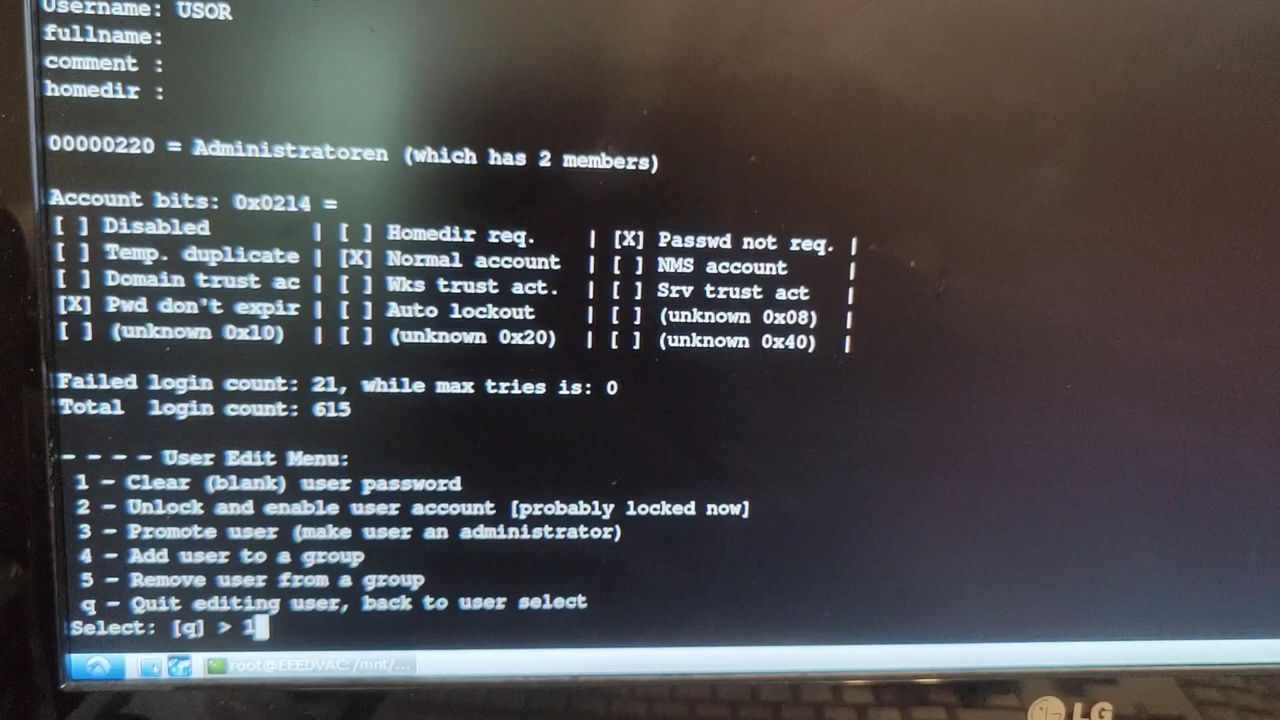 Username: USOR
fullname:
comment :
homedir :
00000220 = Administratoren (which has 2 members)
Account bits: 0x0214 =
[ ] Disabled | [ ] Homedir req. | [X] Passwd not req. |
[ ] Temp. duplicate | [X] Normal account | [ ] NMS account |
[ ] Domain trust ac | [ ] Wks trust act. | [ ] Srv trust act |
[X] Pwd don't expir | [ ] Auto lockout | [ ] (unknown 0x08) |
[ ] (unknown 0x10) | [ ] (unknown 0x20) | [ ] (unknown 0x40) |
Failed login count: 21, while max tries is: 0
Total login count: 615
- - - - User Edit Menu:
1 - Clear (blank) user password
2 - Unlock and enable user account [probably locked now]
3 - Promote user (make user an administrator)
4 - Add user to a group
5 - Remove user from a group
q - Quit editing user, back to user select
Select: [q] > 1
root@EEEDVAC: /mnt/...
LG